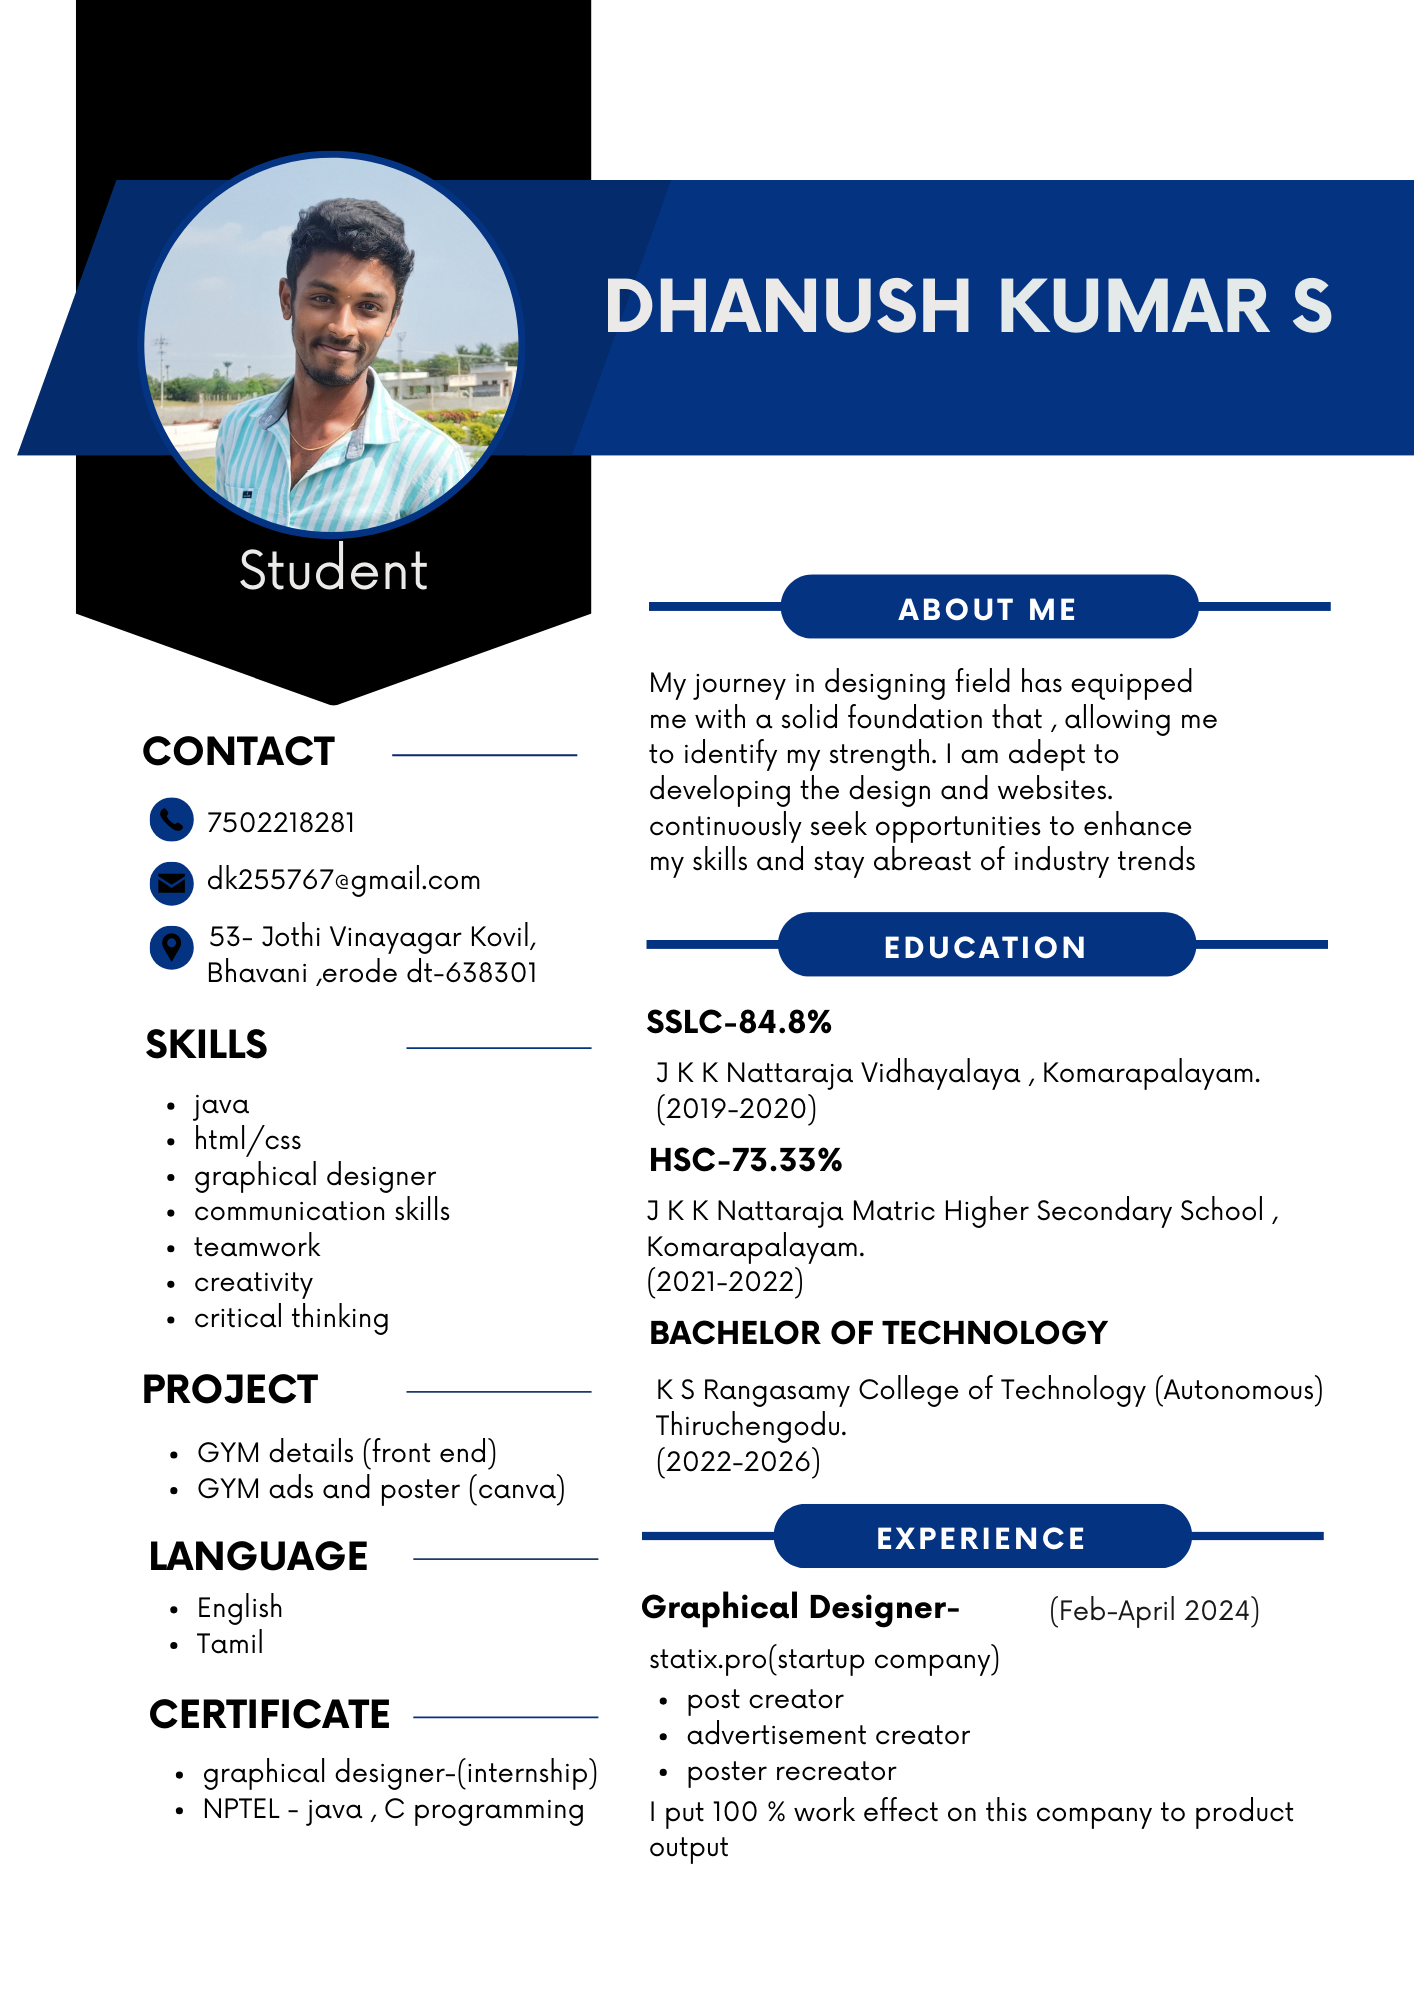 DHANUSH KUMAR S
Student
CONTACT
7502218281
dk255767@gmail.com
53- Jothi Vinayagar Kovil,
Bhavani ,erode dt-638301
SKILLS
java
html/css
graphical designer
communication skills
teamwork
creativity
critical thinking
PROJECT
GYM details (front end)
GYM ads and poster (canva)
LANGUAGE
English
Tamil
CERTIFICATE
graphical designer-(internship)
NPTEL - java , C programming
ABOUT ME
My journey in designing field has equipped
me with a solid foundation that , allowing me
to identify my strength. I am adept to
developing the design and websites.
continuously seek opportunities to enhance
my skills and stay abreast of industry trends
EDUCATION
SSLC-84.8%
J K K Nattaraja Vidhayalaya , Komarapalayam.
(2019-2020)
HSC-73.33%
J K K Nattaraja Matric Higher Secondary School ,
Komarapalayam.
(2021-2022)
BACHELOR OF TECHNOLOGY
K S Rangasamy College of Technology (Autonomous)
Thiruchengodu.
(2022-2026)
EXPERIENCE
Graphical Designer- (Feb-April 2024)
statix.pro(startup company)
post creator
advertisement creator
poster recreator
I put 100 % work effect on this company to product
output